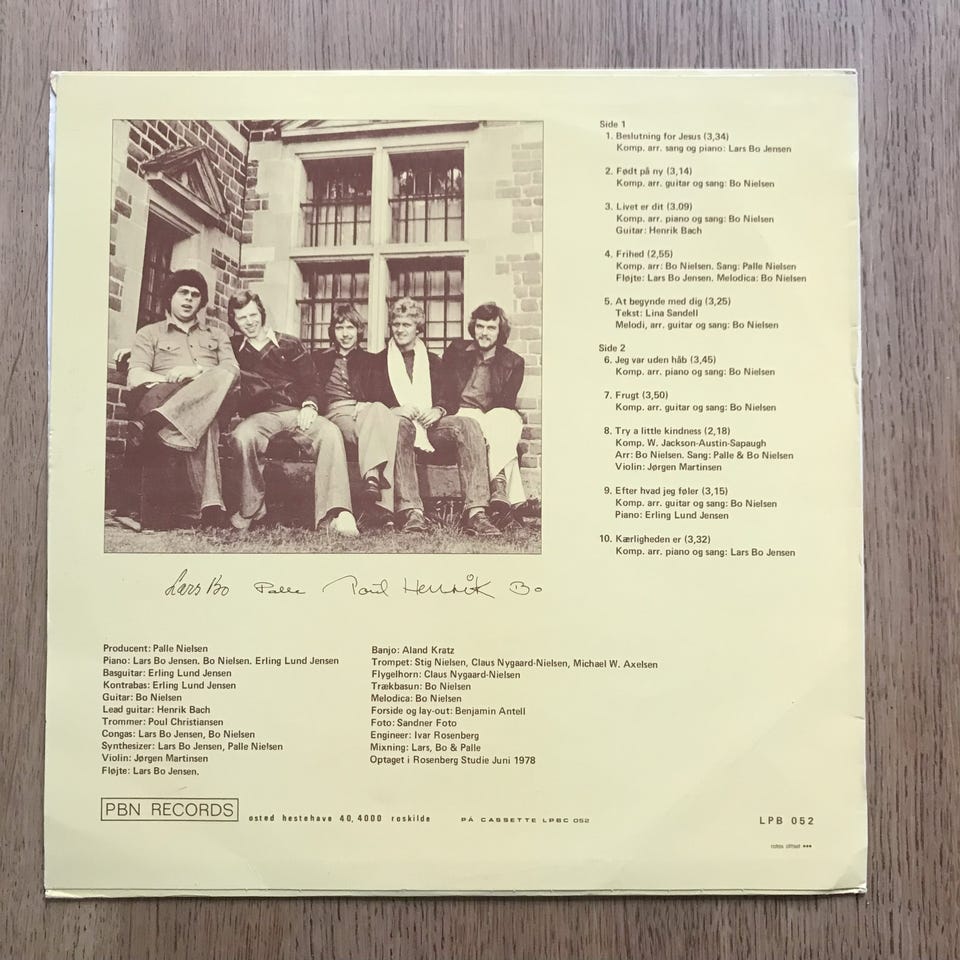 Side 1
1. Beslutning for Jesus (3,34)
Komp. arr. sang og piano: Lars Bo Jensen
2. Født på ny (3,14)
Komp. arr. guitar og sang: Bo Nielsen
3. Livet er dit (3.09)
Komp. arr. piano og sang: Bo Nielsen
Guitar: Henrik Bach
4. Frihed (2,55)
Komp. arr: Bo Nielsen. Sang: Palle Nielsen
Fløjte: Lars Bo Jensen. Melodica: Bo Nielsen
5. At begynde med dig (3,25)
Tekst: Lina Sandell
Melodi, arr. guitar og sang: Bo Nielsen
Side 2
6. Jeg var uden håb (3,45)
Komp. arr. piano og sang: Bo Nielsen
7. Frugt (3,50)
Komp. arr. guitar og sang: Bo Nielsen
8. Try a little kindness (2,18)
Komp. W. Jackson-Austin-Sapaugh
Arr: Bo Nielsen. Sang: Palle & Bo Nielsen
Violin: Jørgen Martinsen
9. Efter hvad jeg føler (3,15)
Komp. arr. guitar og sang: Bo Nielsen
Piano: Erling Lund Jensen
10. Kærligheden er (3,32)
Komp. arr. piano og sang: Lars Bo Jensen
Lars Bo Palle Poul Henrik Bo
Producent: Palle Nielsen
Piano: Lars Bo Jensen. Bo Nielsen. Erling Lund Jensen
Basguitar: Erling Lund Jensen
Kontrabas: Erling Lund Jensen
Guitar: Bo Nielsen
Lead guitar: Henrik Bach
Trommer: Poul Christiansen
Congas: Lars Bo Jensen, Bo Nielsen
Synthesizer: Lars Bo Jensen, Palle Nielsen
Violin: Jørgen Martinsen
Fløjte: Lars Bo Jensen.
Banjo: Aland Kratz
Trompet: Stig Nielsen, Claus Nygaard-Nielsen, Michael W. Axelsen
Flygelhorn: Claus Nygaard-Nielsen
Trækbasun: Bo Nielsen
Melodica: Bo Nielsen
Forside og lay-out: Benjamin Antell
Foto: Sandner Foto
Engineer: Ivar Rosenberg
Mixning: Lars, Bo & Palle
Optaget i Rosenberg Studie Juni 1978
PBN RECORDS osted hestehave 40, 4000 roskilde PÅ CASSETTE LPBC 052 LPB 052
offset